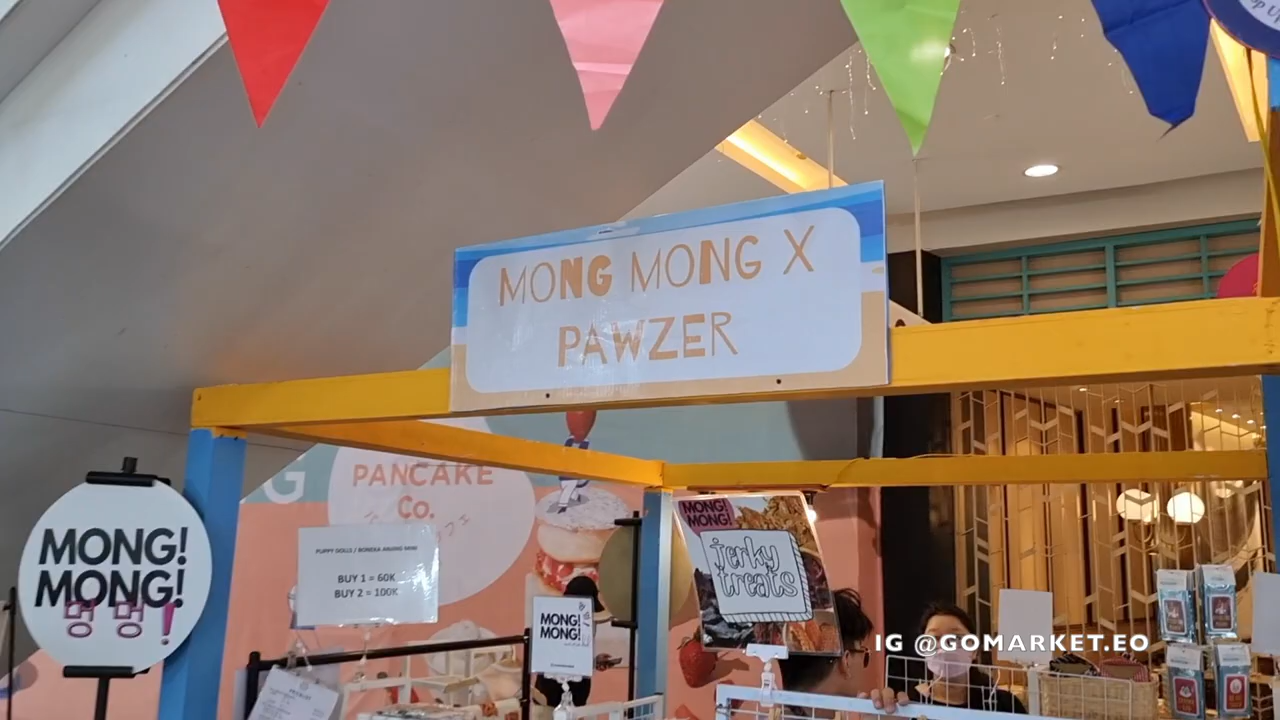 MONG MONG X
PAWZER
PANCAKE
Co.
G
MONG!
MONG!
멍 멍!
PUPPY DOLLS / BONEKA ANJING MINI
BUY 1 = 60K
BUY 2 = 100K
MONG!
MONG!
MONG!
MONG!
jerky
treats
IG @GOMARKET.EO